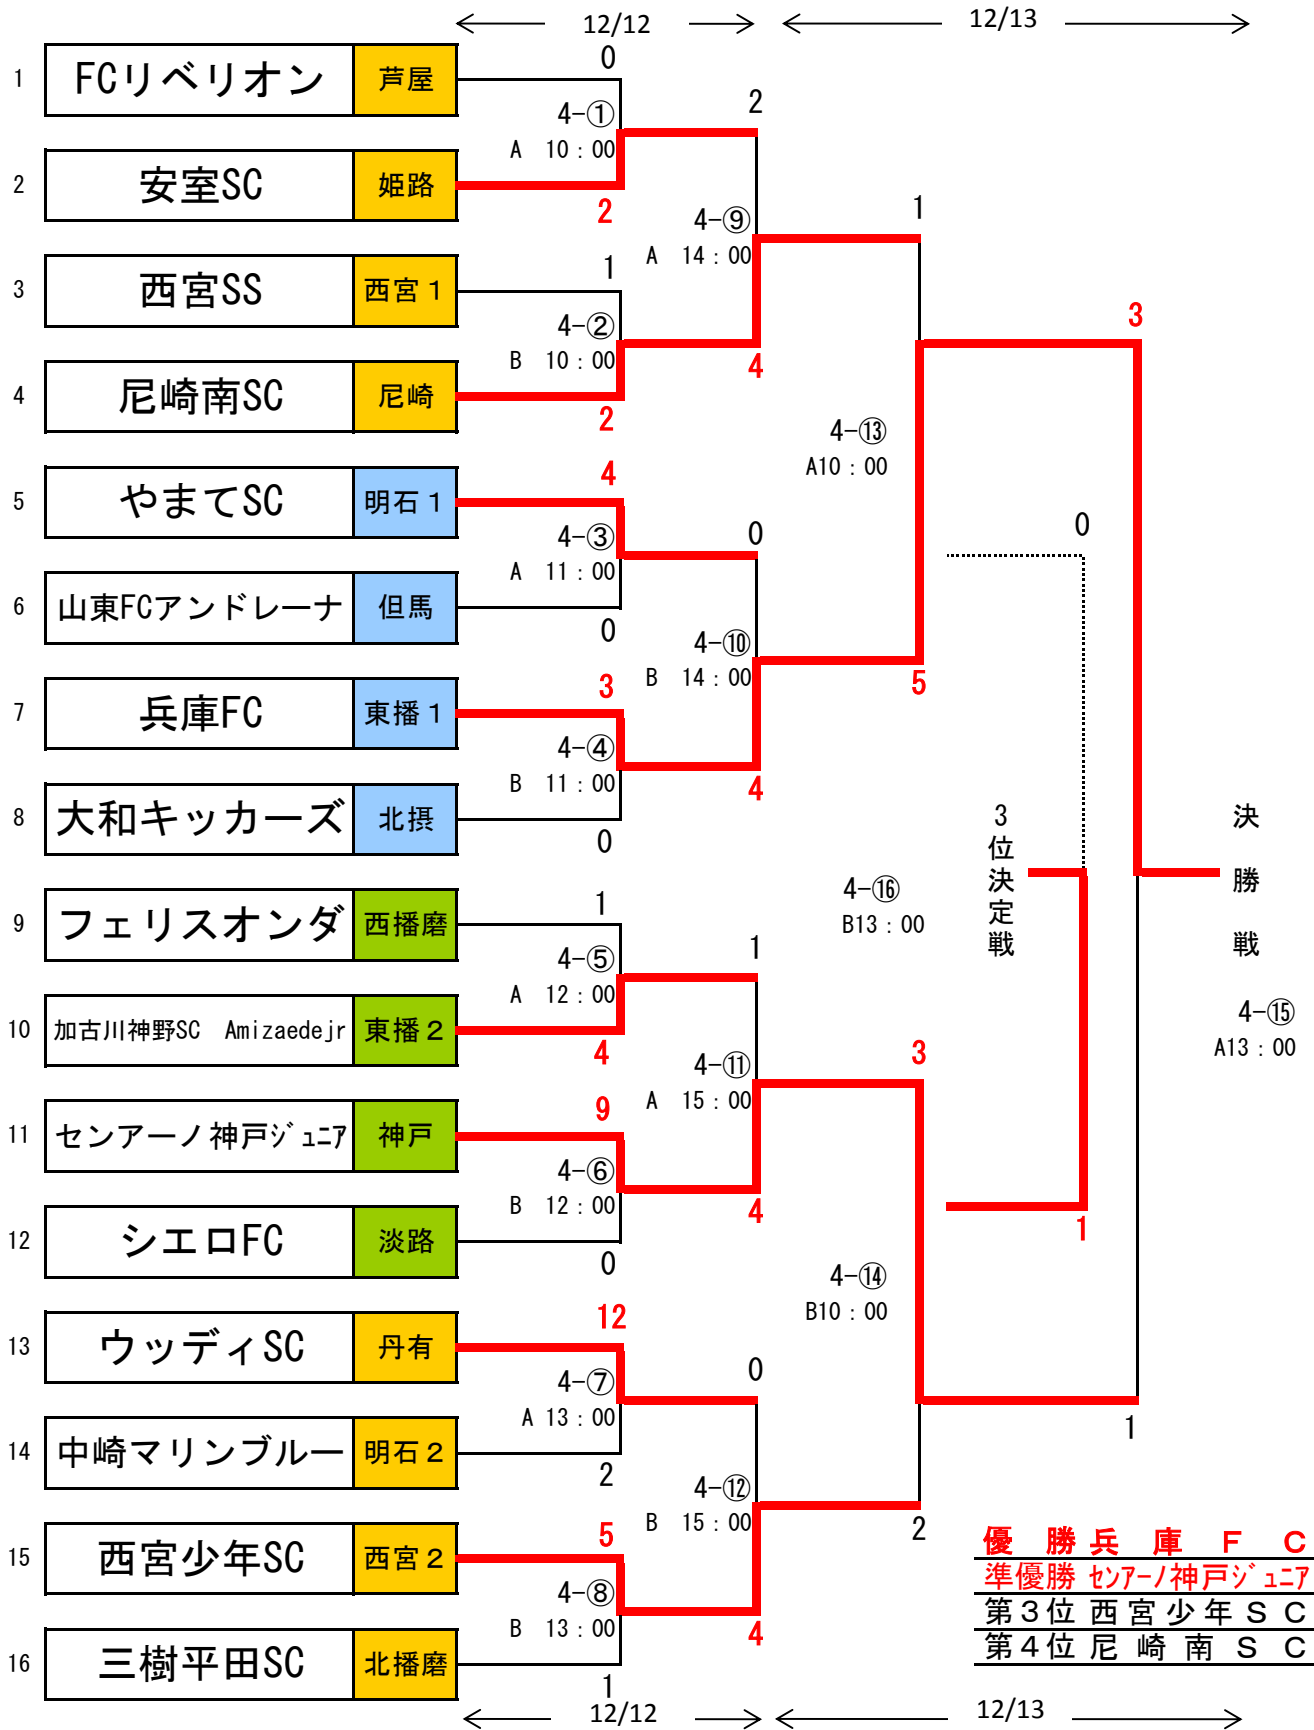 12/12
12/13
1 FCリベリオン 芦屋
0
4-①
A 10：00
2
2 安室SC 姫路
2
4-⑨
A 14：00
1
3 西宮SS 西宮１
1
4-②
B 10：00
4
3
4 尼崎南SC 尼崎
2
4-⑬
A10：00
5 やまてSC 明石１
4
4-③
A 11：00
0
0
6 山東FCアンドレーナ 但馬
0
4-⑩
B 14：00
5
7 兵庫FC 東播１
3
4-④
B 11：00
4
8 大和キッカーズ 北摂
0
3位決定戦
決勝戦
4-⑯
B13：00
9 フェリスオンダ 西播磨
1
4-⑤
A 12：00
1
4-⑮
A13：00
10 加古川神野SC Amizaedejr 東播２
4
4-⑪
A 15：00
3
11 センアーノ神戸ｼﾞｭﾆｱ 神戸
9
4-⑥
B 12：00
4
1
12 シエロFC 淡路
0
4-⑭
B10：00
13 ウッディSC 丹有
12
4-⑦
A 13：00
0
1
14 中崎マリンブルー 明石２
2
4-⑫
B 15：00
2
15 西宮少年SC 西宮２
5
4-⑧
B 13：00
4
16 三樹平田SC 北播磨
1
優勝 兵庫ＦＣ
準優勝 ｾﾝｱｰﾉ神戸ｼﾞｭﾆｱ
第３位 西宮少年ＳＣ
第４位 尼崎南ＳＣ
12/12
12/13